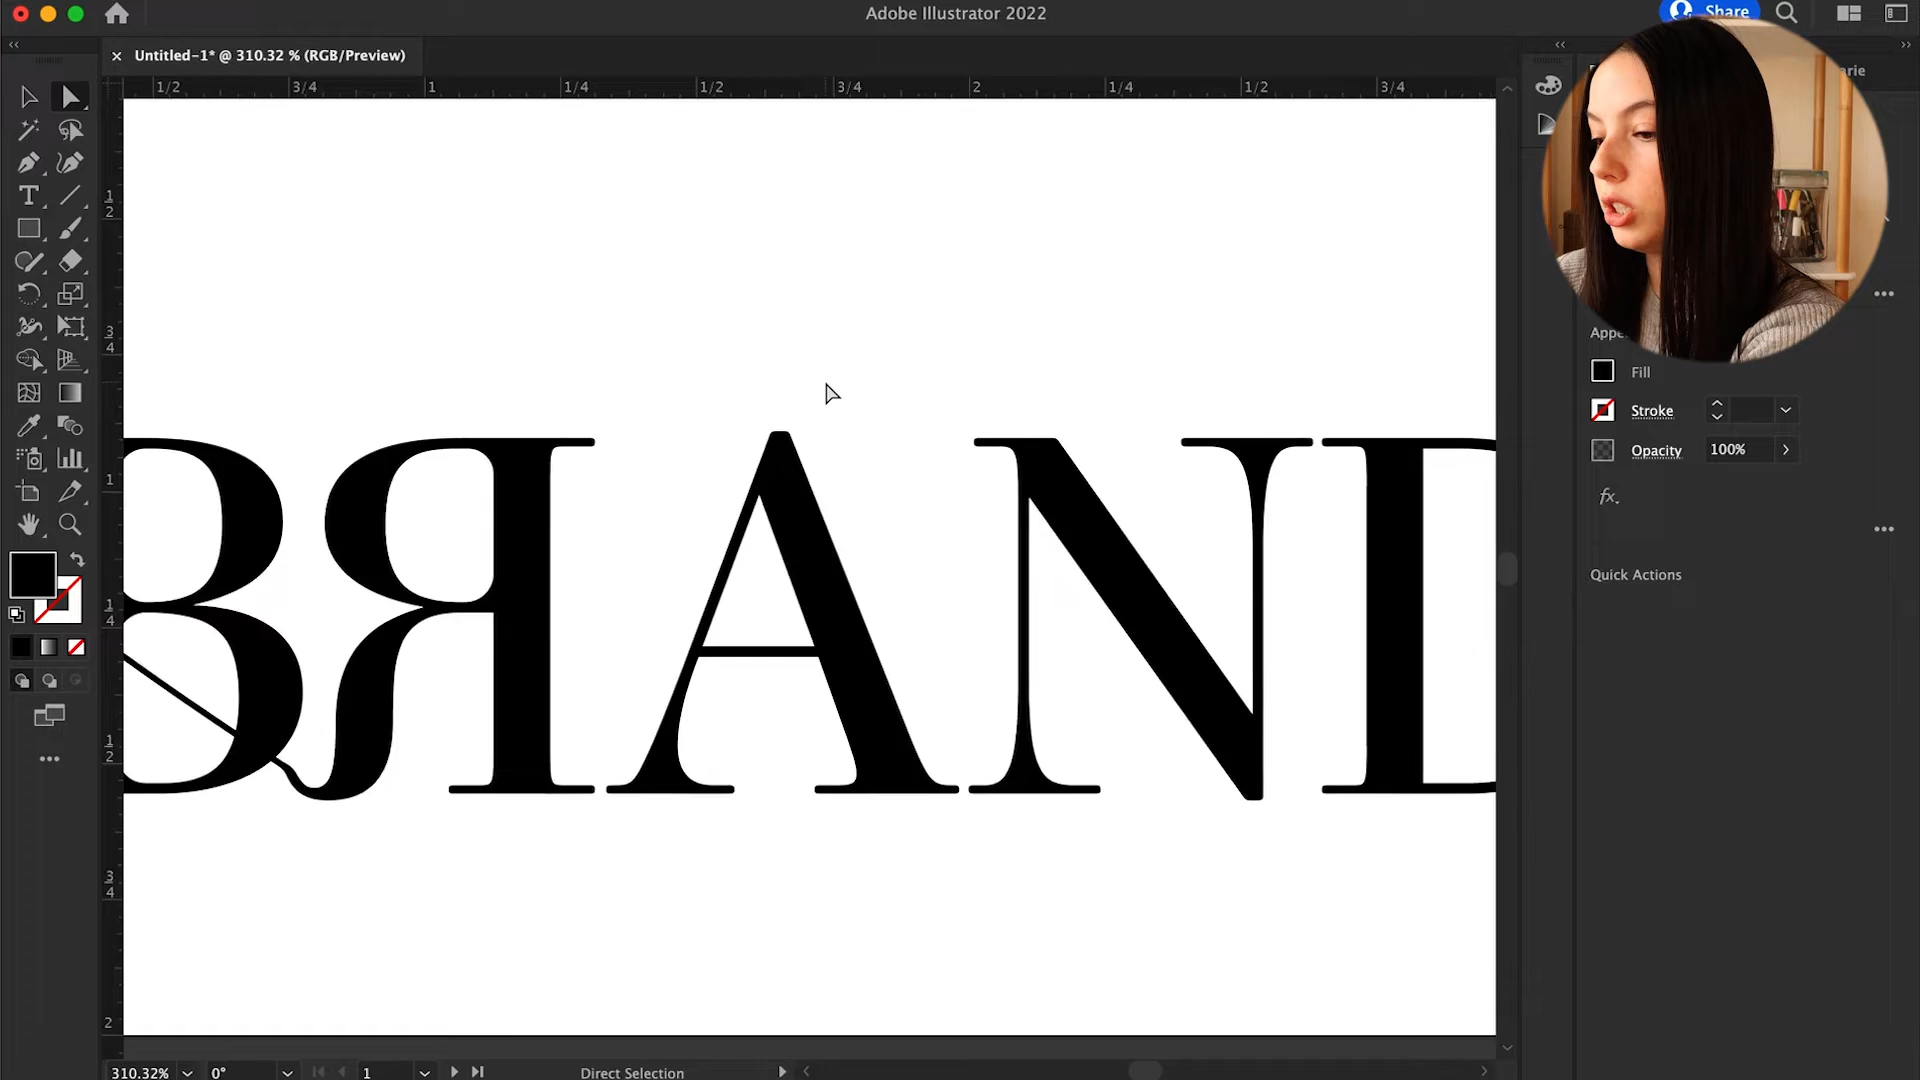 Adobe Illustrator 2022
Share
Untitled-1* @ 310.32 % (RGB/Preview)
1/2 3/4 1 1/4 1/2 3/4 2 1/4 1/2 3/4
1
2
3
4
1
1
4
1
2
3
4
2
BRAND
Fill
Stroke
Opacity 100%
fx.
Quick Actions
310.32% 0° 1 Direct Selection